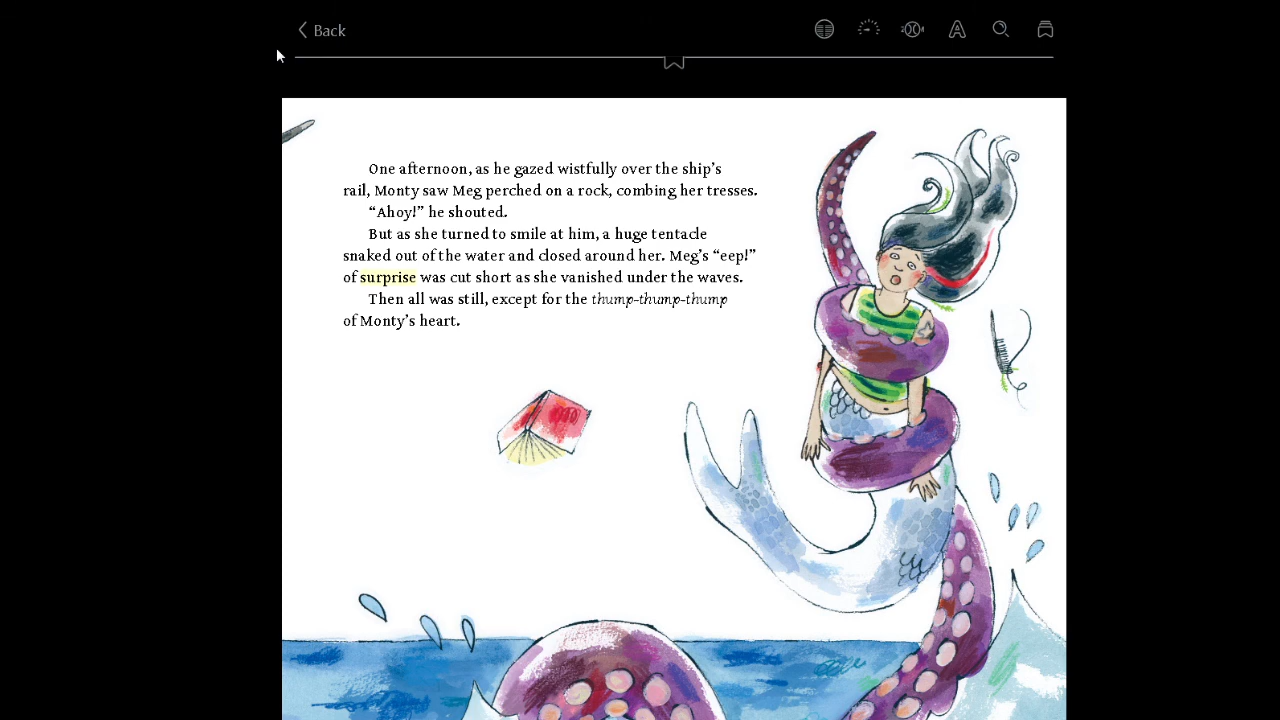 Back
One afternoon, as he gazed wistfully over the ship’s
rail, Monty saw Meg perched on a rock, combing her tresses.
“Ahoy!” he shouted.
But as she turned to smile at him, a huge tentacle
snaked out of the water and closed around her. Meg’s “eep!”
of surprise was cut short as she vanished under the waves.
Then all was still, except for the thump-thump-thump
of Monty’s heart.